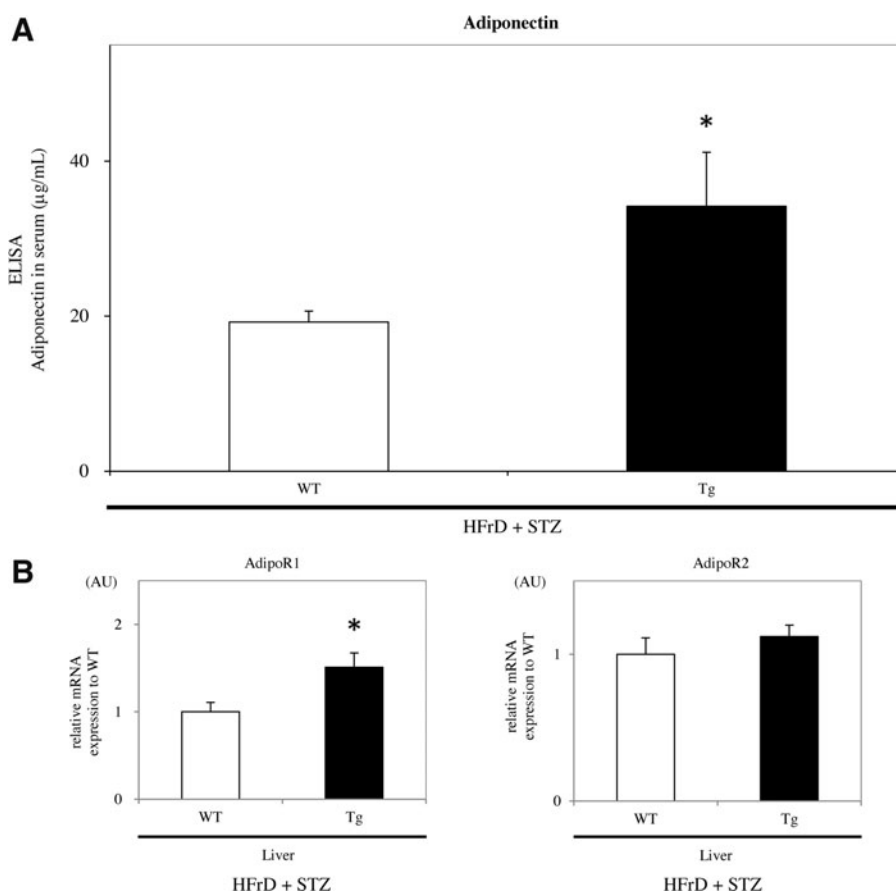 A
Adiponectin
ELISA
Adiponectin in serum (µg/mL)
40
20
0
*
WT
Tg
HFrD + STZ
B
AdipoR1
(AU)
relative mRNA
expression to WT
2
1
0
*
WT
Tg
Liver
HFrD + STZ
AdipoR2
(AU)
relative mRNA
expression to WT
1
0
WT
Tg
Liver
HFrD + STZ